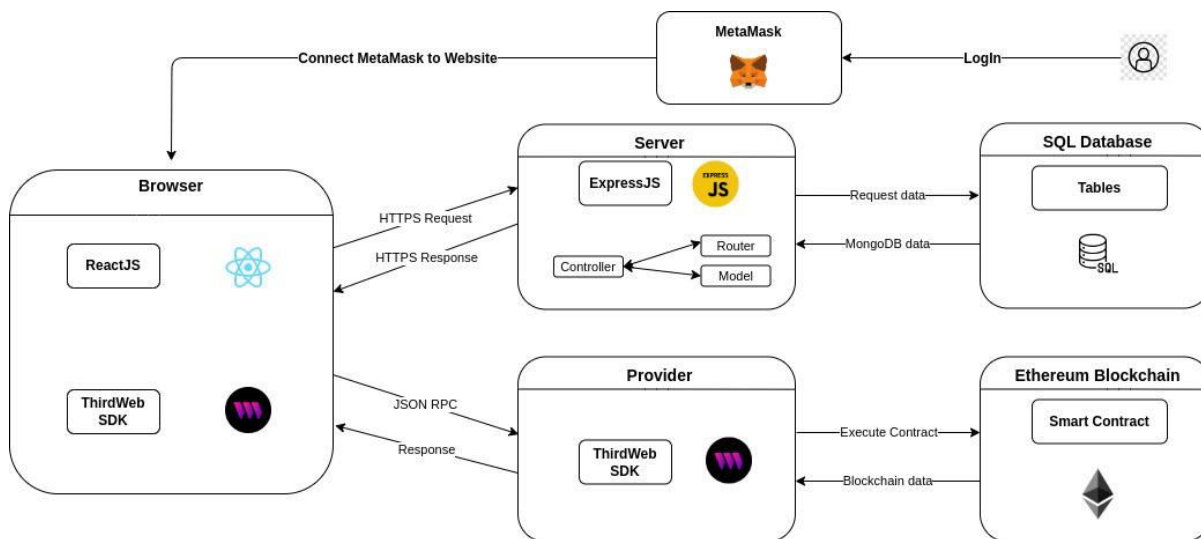 MetaMask
Connect MetaMask to Website
LogIn
Browser
ReactJS
ThirdWeb
SDK
HTTPS Request
HTTPS Response
JSON RPC
Response
Server
ExpressJS
EXPRESS
JS
Controller
Router
Model
Request data
MongoDB data
SQL Database
Tables
SQL
Provider
ThirdWeb
SDK
Execute Contract
Blockchain data
Ethereum Blockchain
Smart Contract